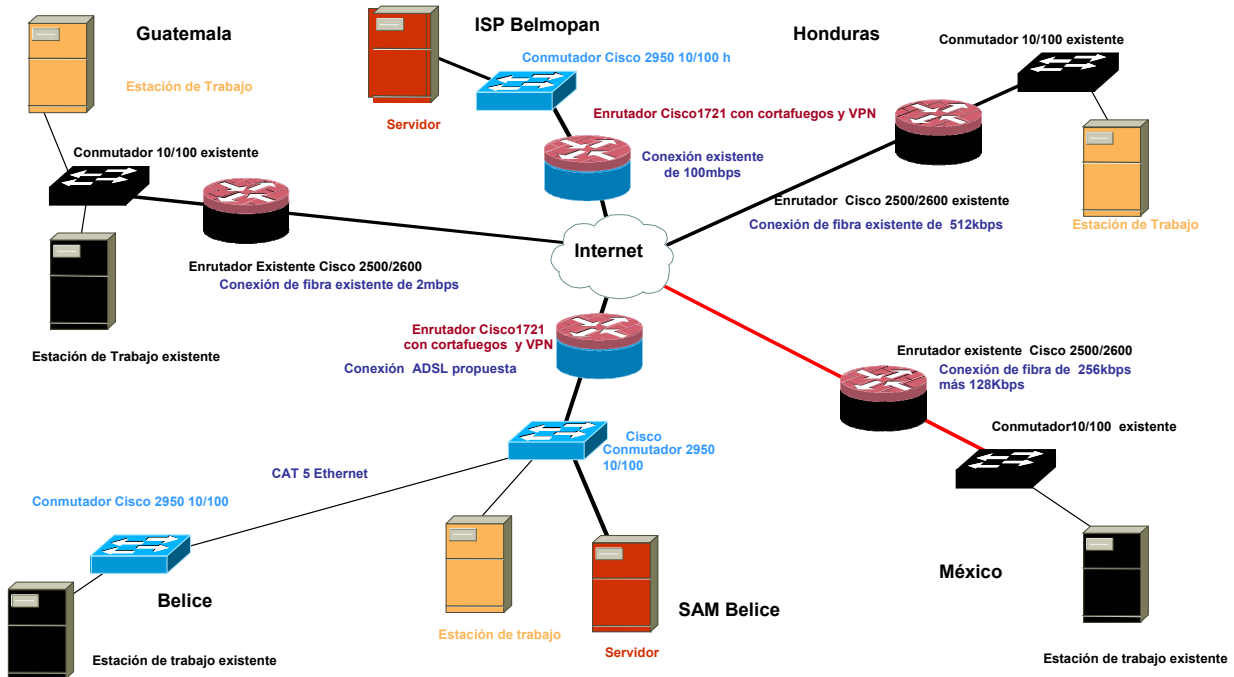 Guatemala
ISP Belmopan
Honduras
Conmutador 10/100 existente
Conmutador Cisco 2950 10/100 h
Estación de Trabajo
Enrutador Cisco1721 con cortafuegos y VPN
Servidor
Conmutador 10/100 existente
Conexión existente
de 100mbps
Enrutador Cisco 2500/2600 existente
Conexión de fibra existente de 512kbps
Estación de Trabajo
Internet
Enrutador Existente Cisco 2500/2600
Conexión de fibra existente de 2mbps
Estación de Trabajo existente
Enrutador Cisco1721
con cortafuegos y VPN
Conexión ADSL propuesta
Enrutador existente Cisco 2500/2600
Conexión de fibra de 256kbps
más 128Kbps
Conmutador10/100 existente
Cisco
Conmutador 2950
10/100
CAT 5 Ethernet
Conmutador Cisco 2950 10/100
Belice
México
SAM Belice
Estación de trabajo
Servidor
Estación de trabajo existente
Estación de trabajo existente